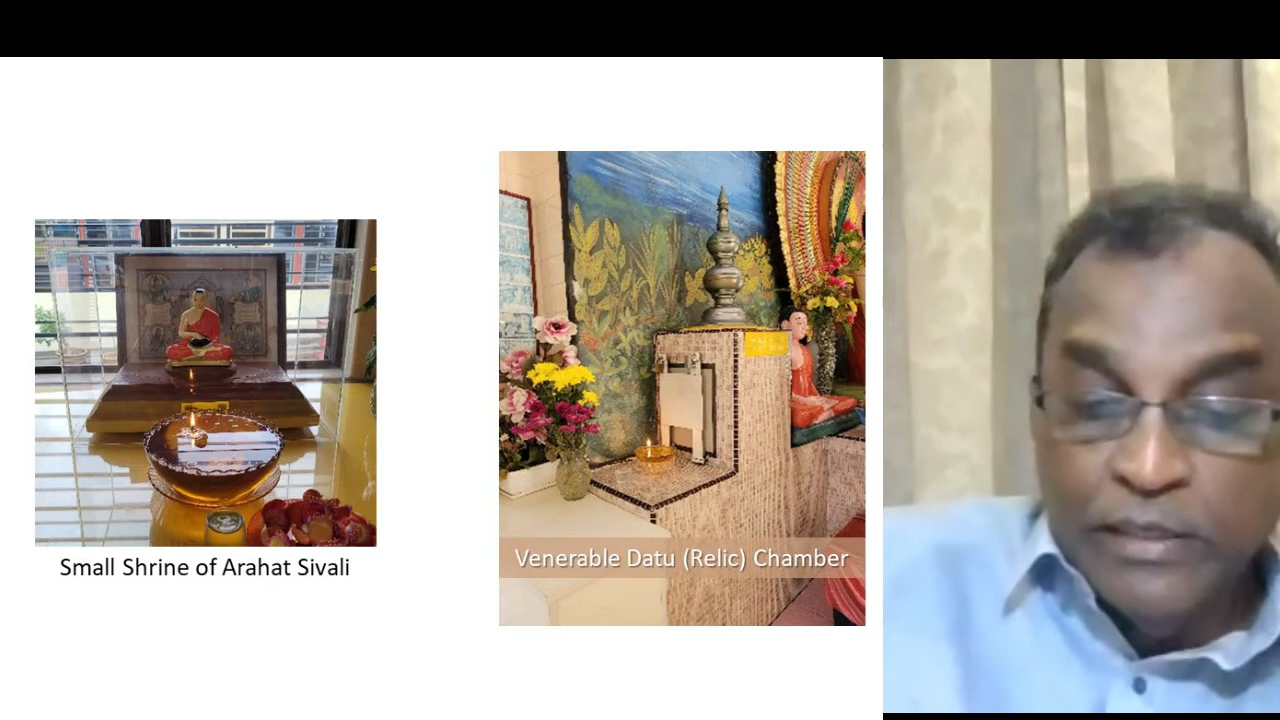 Small Shrine of Arahat Sivali
Venerable Datu (Relic) Chamber